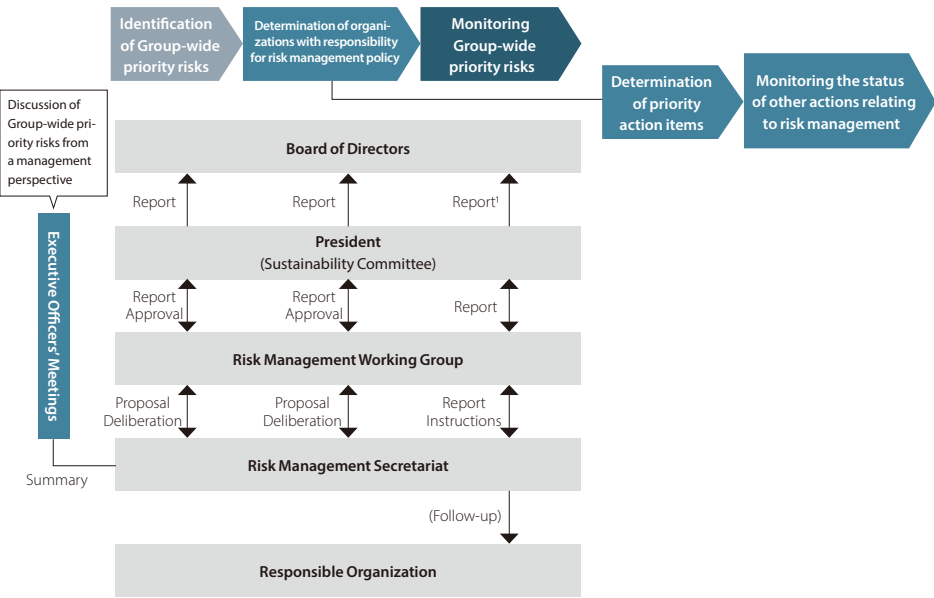 Identification
of Group-wide
priority risks
Determination of organi-
zations with responsibility
for risk management policy
Monitoring
Group-wide
priority risks
Determination
of priority
action items
Monitoring the status
of other actions relating
to risk management
Discussion of
Group-wide pri-
ority risks from
a management
perspective
Executive Officers' Meetings
Summary
Board of Directors
Report
Report
Report¹
President
(Sustainability Committee)
Report
Approval
Report
Approval
Report
Risk Management Working Group
Proposal
Deliberation
Proposal
Deliberation
Report
Instructions
Risk Management Secretariat
(Follow-up)
Responsible Organization